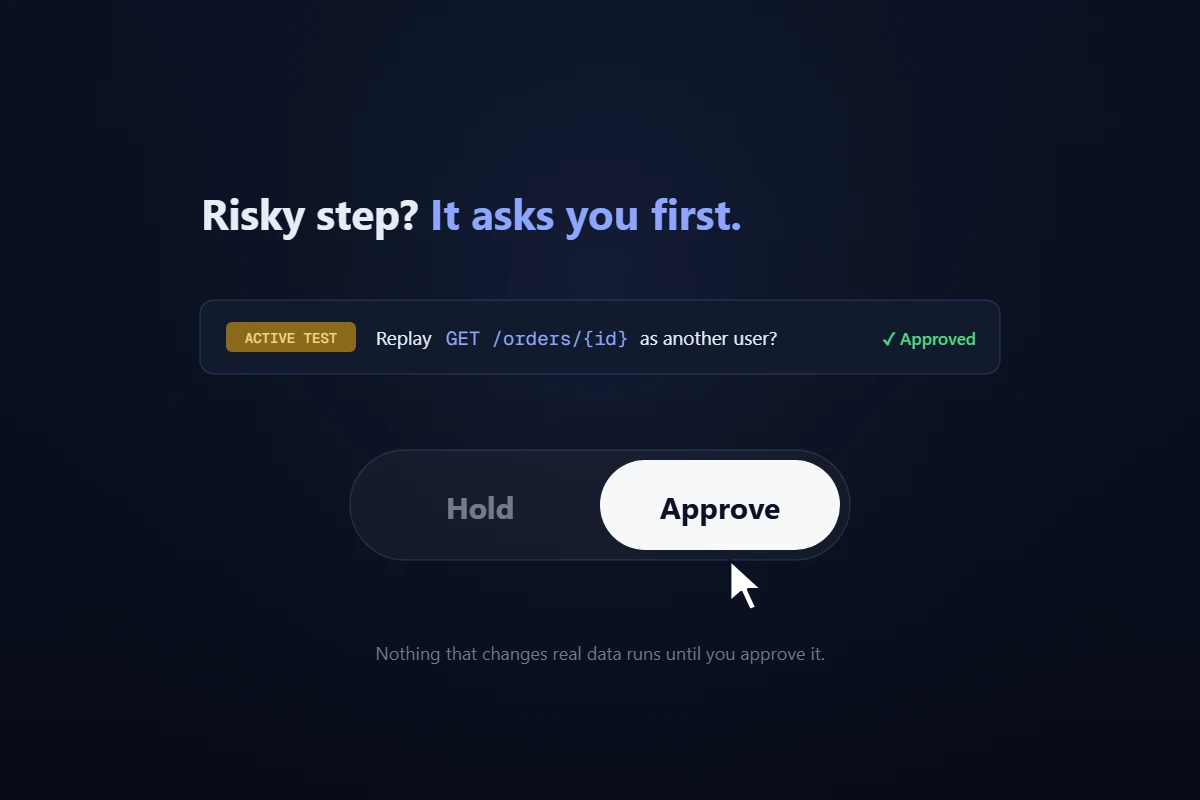 Risky step? It asks you first.
ACTIVE TEST Replay GET /orders/{id} as another user? ✓ Approved
Hold Approve
Nothing that changes real data runs until you approve it.